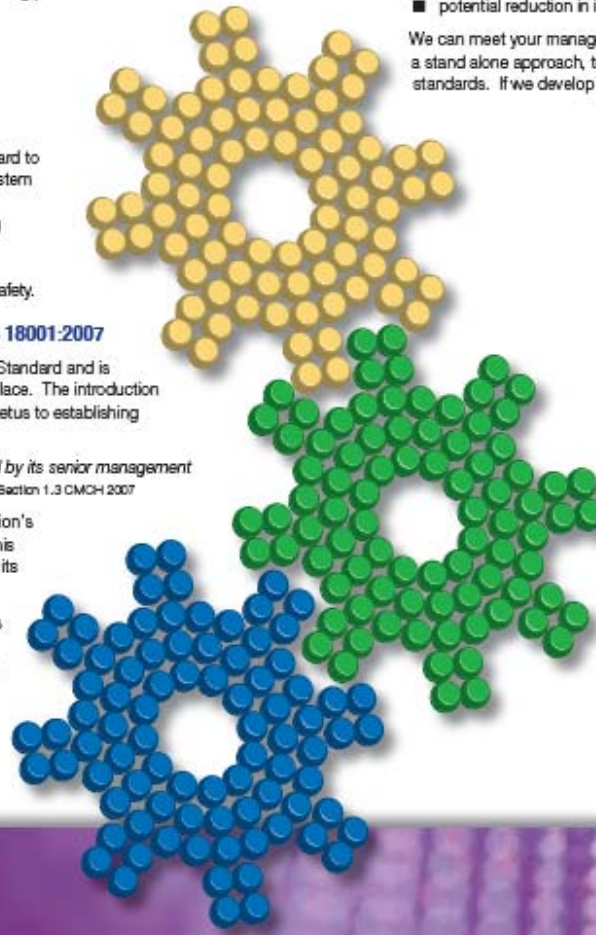 potential reduction in i
We can meet your manag
a stand alone approach, t
standards. If we develop
ard to
stem
afety.
18001:2007
Standard and is
lace. The introduction
etus to establishing
l by its senior management
Section 1.3 CMCH 2007
ion's
nis
its
s